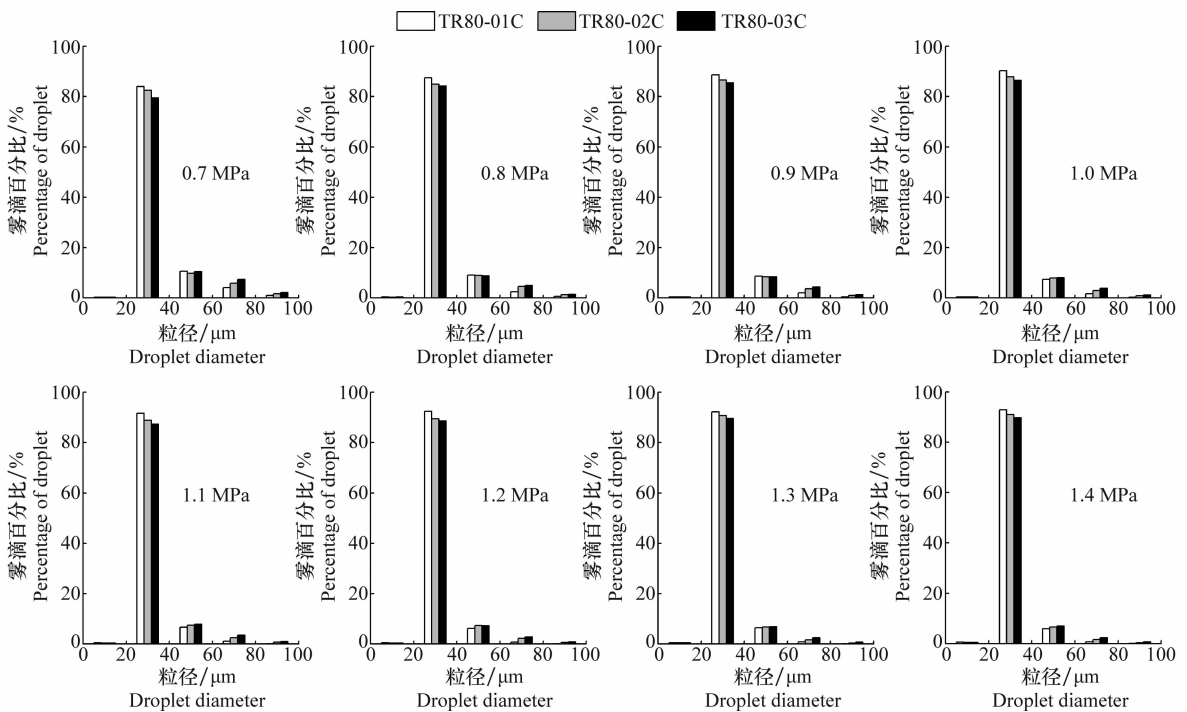 TR80-01C TR80-02C TR80-03C
100
80
60
40
20
0
雾滴百分比/%
Percentage of droplet
0.7 MPa
0 20 40 60 80 100
粒径/μm
Droplet diameter
100
80
60
40
20
0
雾滴百分比/%
Percentage of droplet
0.8 MPa
0 20 40 60 80 100
粒径/μm
Droplet diameter
100
80
60
40
20
0
雾滴百分比/%
Percentage of droplet
0.9 MPa
0 20 40 60 80 100
粒径/μm
Droplet diameter
100
80
60
40
20
0
雾滴百分比/%
Percentage of droplet
1.0 MPa
0 20 40 60 80 100
粒径/μm
Droplet diameter
100
80
60
40
20
0
雾滴百分比/%
Percentage of droplet
1.1 MPa
0 20 40 60 80 100
粒径/μm
Droplet diameter
100
80
60
40
20
0
雾滴百分比/%
Percentage of droplet
1.2 MPa
0 20 40 60 80 100
粒径/μm
Droplet diameter
100
80
60
40
20
0
雾滴百分比/%
Percentage of droplet
1.3 MPa
0 20 40 60 80 100
粒径/μm
Droplet diameter
100
80
60
40
20
0
雾滴百分比/%
Percentage of droplet
1.4 MPa
0 20 40 60 80 100
粒径/μm
Droplet diameter